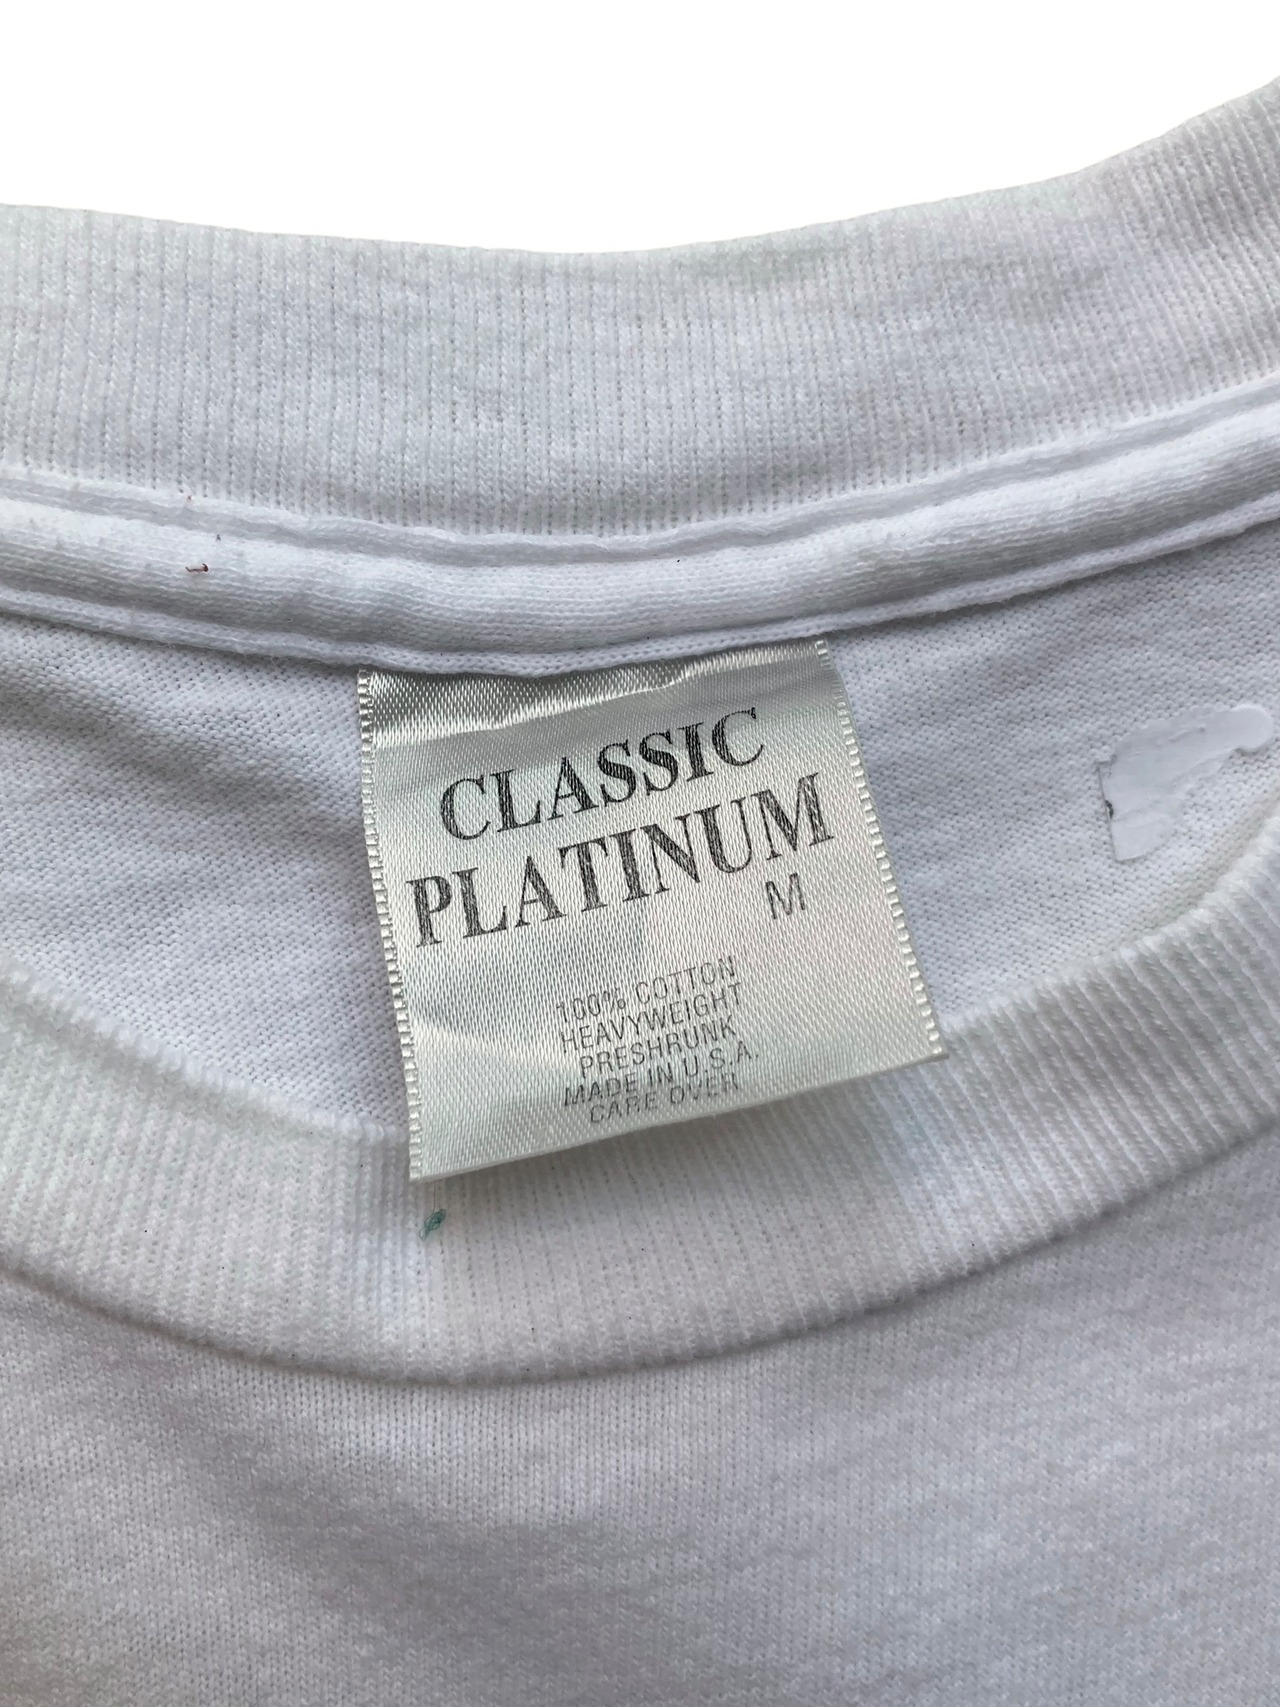 CLASSIC
PLATINUM
M
100% COTTON
HEAVYWEIGHT
PRESHRUNK
MADE IN U.S.A.
CARE OVER